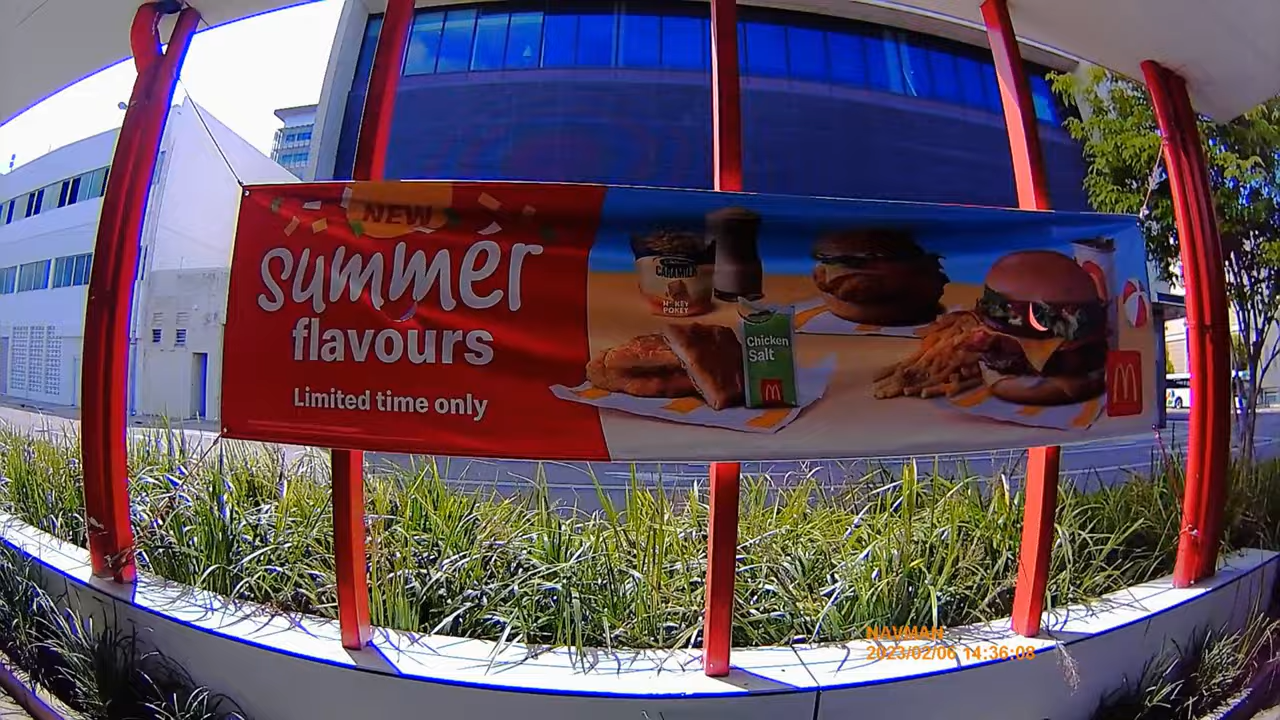 NEW
summer
flavours
Limited time only
CARAMILK
HOKEY
POKEY
Chicken
Salt
NAVMAN
2023/02/06 14:36:08